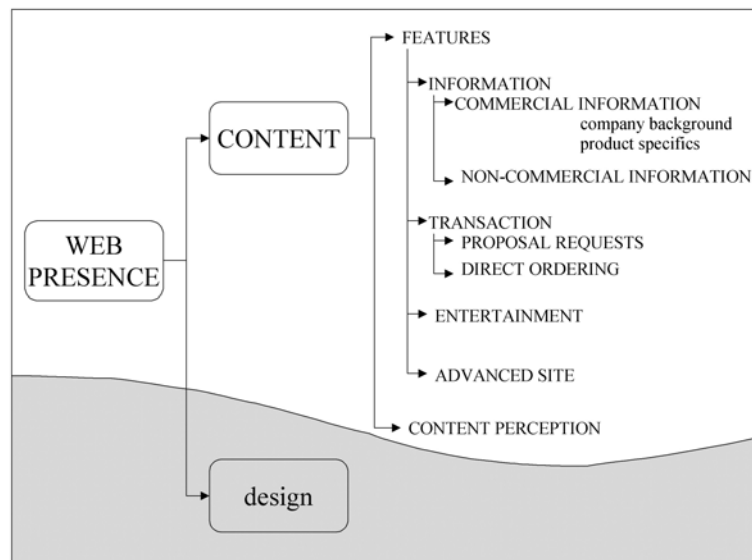 FEATURES
INFORMATION
COMMERCIAL INFORMATION
company background
product specifics
CONTENT
NON-COMMERCIAL INFORMATION
TRANSACTION
PROPOSAL REQUESTS
DIRECT ORDERING
WEB
PRESENCE
ENTERTAINMENT
ADVANCED SITE
CONTENT PERCEPTION
design